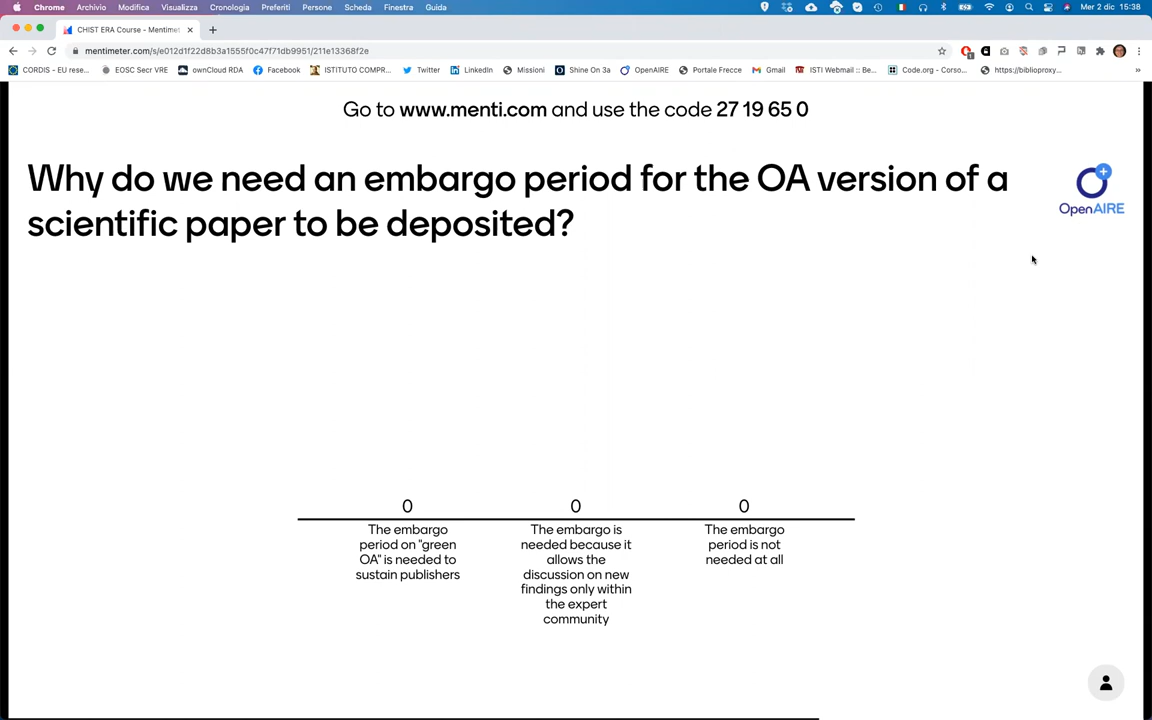 Chrome Archivio Modifica Visualizza Cronologia Preferiti Persone Scheda Finestra Guida Mer 2 dic 15:38
CHIST ERA Course - Mentimet
mentimeter.com/s/e012d1f22d8b3a1555f0c47f71db9951/211e13368f2e
CORDIS - EU rese... EOSC Secr VRE ownCloud RDA Facebook ISTITUTO COMPR... Twitter LinkedIn Missioni Shine On 3a OpenAIRE Portale Frecce Gmail ISTI Webmail :: Be... Code.org - Corso... https://biblioproxy...
Go to www.menti.com and use the code 27 19 65 0
Why do we need an embargo period for the OA version of a
scientific paper to be deposited?
OpenAIRE
0 0 0
The embargo
period on "green
OA" is needed to
sustain publishers
The embargo is
needed because it
allows the
discussion on new
findings only within
the expert
community
The embargo
period is not
needed at all